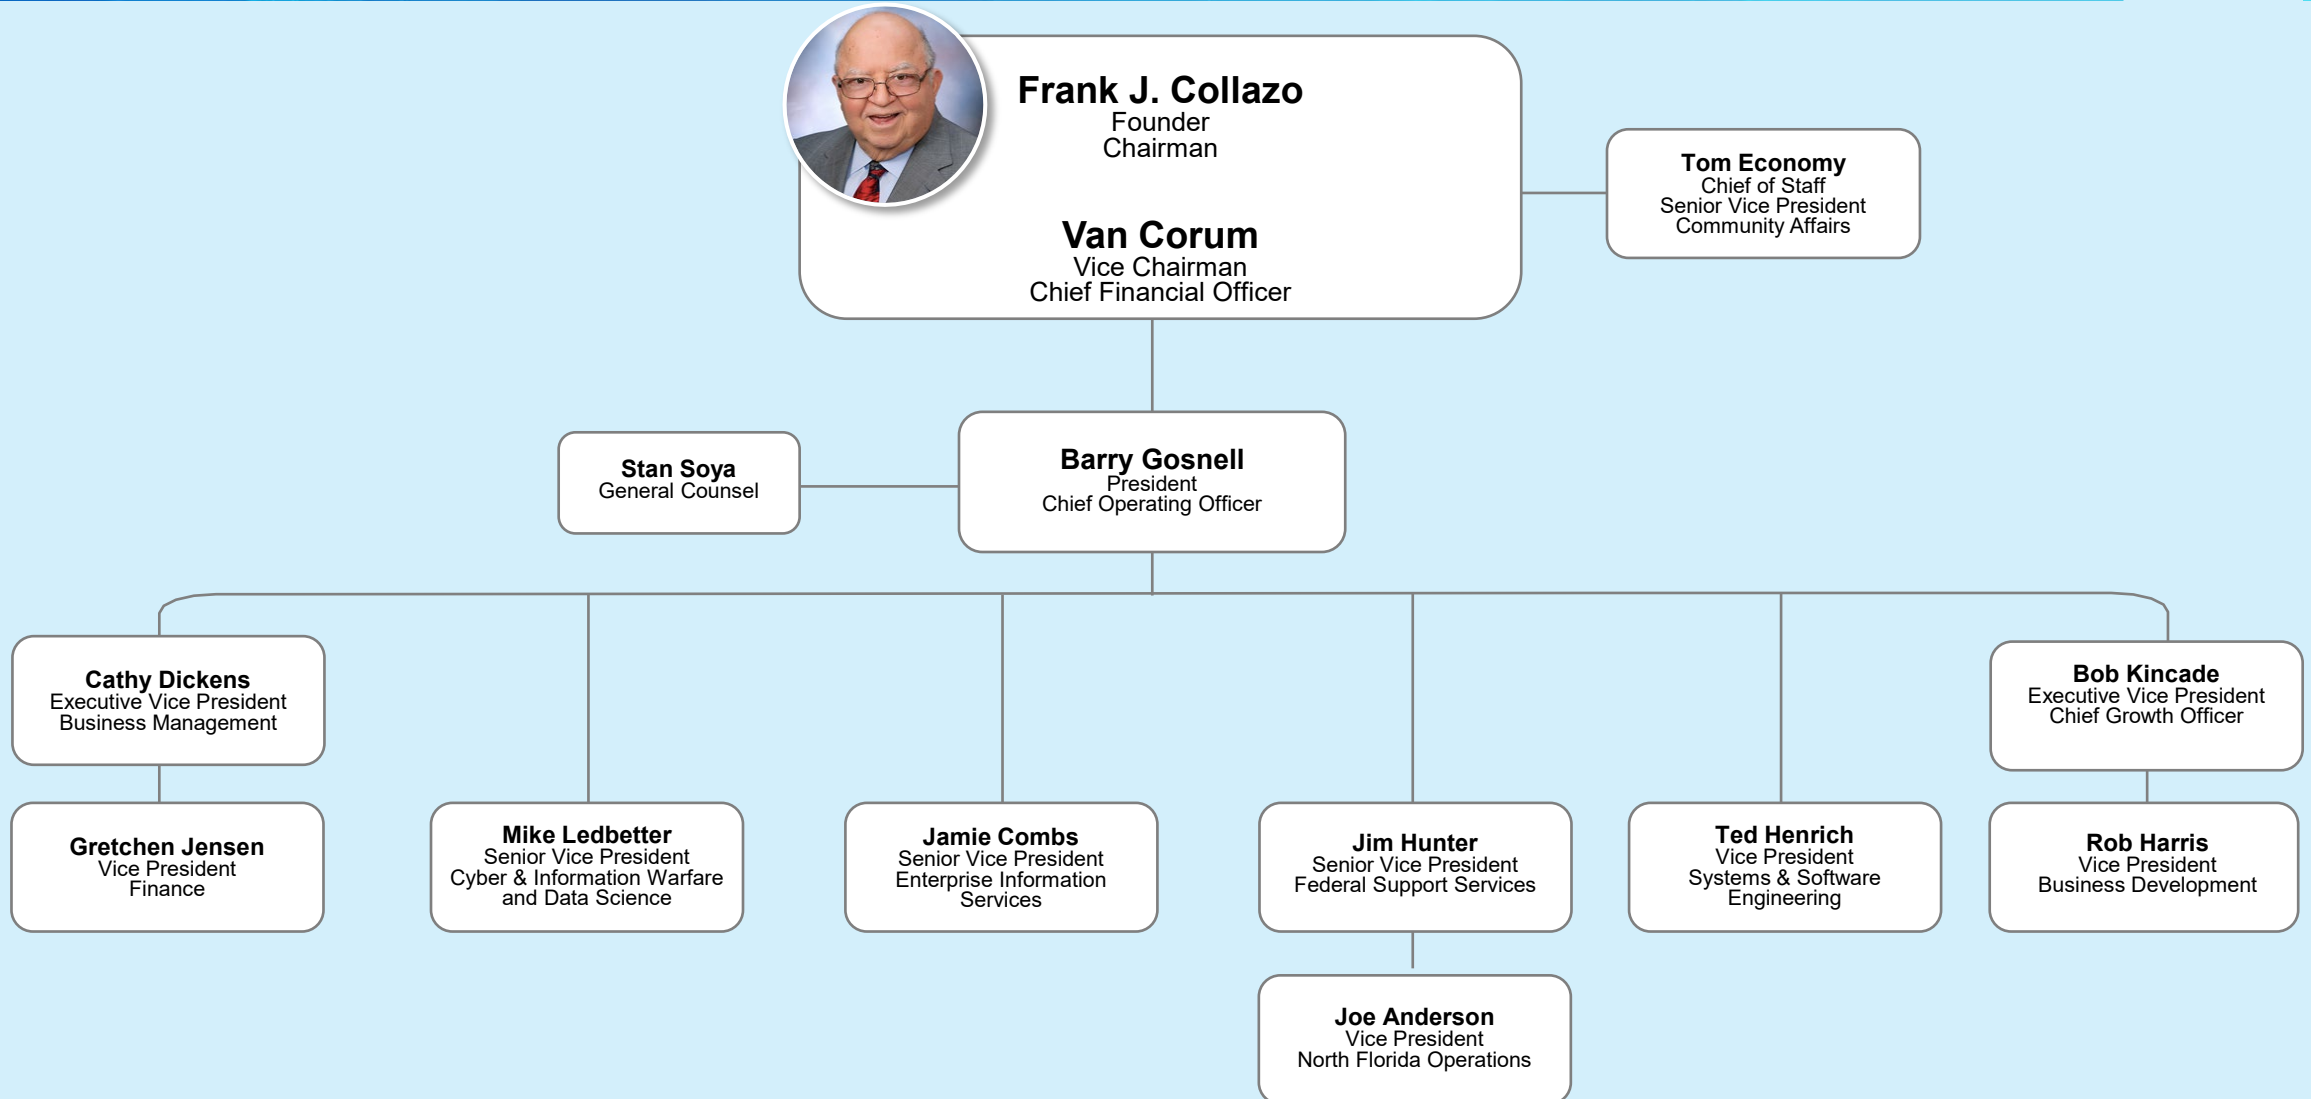 Frank J. Collazo
Founder
Chairman
Van Corum
Vice Chairman
Chief Financial Officer
Tom Economy
Chief of Staff
Senior Vice President
Community Affairs
Stan Soya
General Counsel
Barry Gosnell
President
Chief Operating Officer
Cathy Dickens
Executive Vice President
Business Management
Bob Kincade
Executive Vice President
Chief Growth Officer
Gretchen Jensen
Vice President
Finance
Mike Ledbetter
Senior Vice President
Cyber & Information Warfare
and Data Science
Jamie Combs
Senior Vice President
Enterprise Information
Services
Jim Hunter
Senior Vice President
Federal Support Services
Ted Henrich
Vice President
Systems & Software
Engineering
Rob Harris
Vice President
Business Development
Joe Anderson
Vice President
North Florida Operations